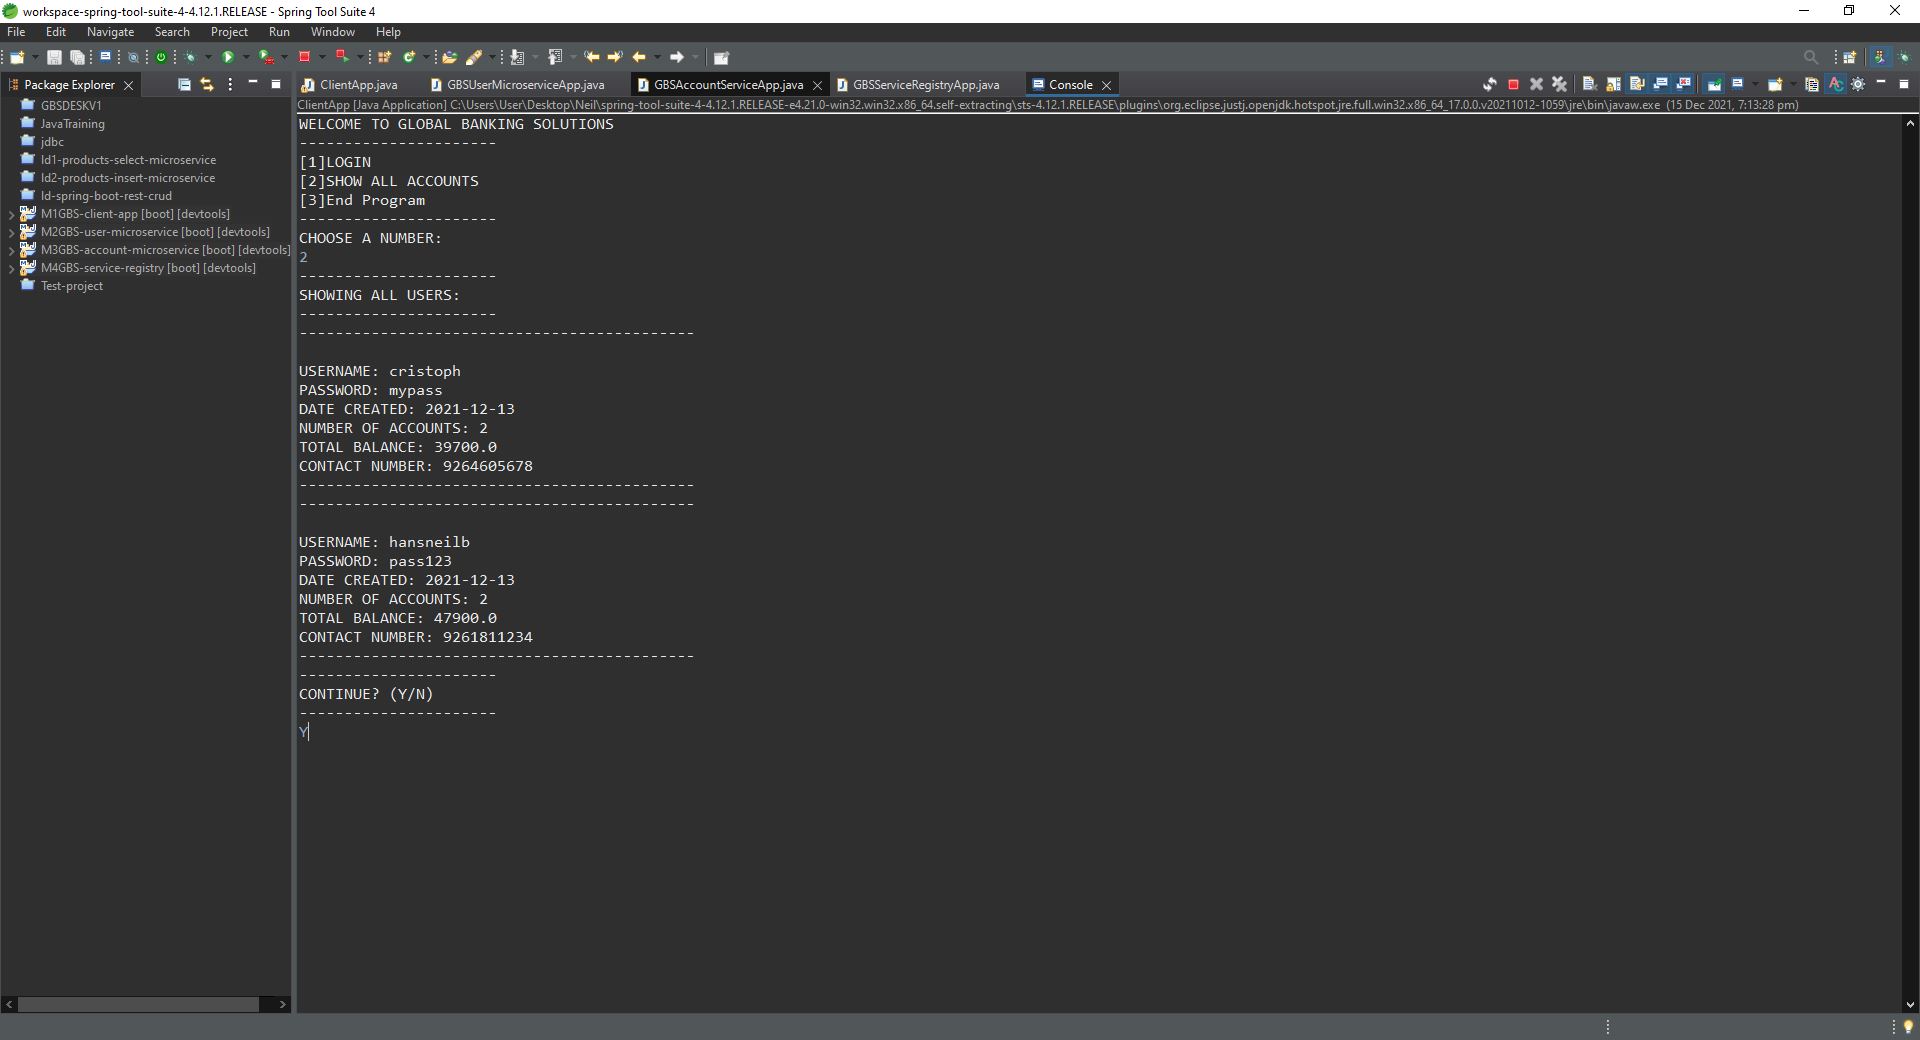 workspace-spring-tool-suite-4-4.12.1.RELEASE - Spring Tool Suite 4
File Edit Navigate Search Project Run Window Help
Package Explorer
GBSDESKV1
JavaTraining
jdbc
ld1-products-select-microservice
ld2-products-insert-microservice
ld-spring-boot-rest-crud
M1GBS-client-app [boot] [devtools]
M2GBS-user-microservice [boot] [devtools]
M3GBS-account-microservice [boot] [devtools]
M4GBS-service-registry [boot] [devtools]
Test-project
ClientApp.java GBSUserMicroserviceApp.java GBSAccountServiceApp.java GBSServiceRegistryApp.java Console
ClientApp [Java Application] C:\Users\User\Desktop\Neil\spring-tool-suite-4-4.12.1.RELEASE-e4.21.0-win32.win32.x86_64.self-extracting\sts-4.12.1.RELEASE\plugins\org.eclipse.justj.openjdk.hotspot.jre.full.win32.x86_64_17.0.0.v20211012-1059\jre\bin\javaw.exe (15 Dec 2021, 7:13:28 pm)
WELCOME TO GLOBAL BANKING SOLUTIONS
----------------------
[1]LOGIN
[2]SHOW ALL ACCOUNTS
[3]End Program
----------------------
CHOOSE A NUMBER:
2
----------------------
SHOWING ALL USERS:
----------------------
--------------------------------------------
USERNAME: cristoph
PASSWORD: mypass
DATE CREATED: 2021-12-13
NUMBER OF ACCOUNTS: 2
TOTAL BALANCE: 39700.0
CONTACT NUMBER: 9264605678
--------------------------------------------
--------------------------------------------
USERNAME: hansneilb
PASSWORD: pass123
DATE CREATED: 2021-12-13
NUMBER OF ACCOUNTS: 2
TOTAL BALANCE: 47900.0
CONTACT NUMBER: 9261811234
--------------------------------------------
----------------------
CONTINUE? (Y/N)
----------------------
Y